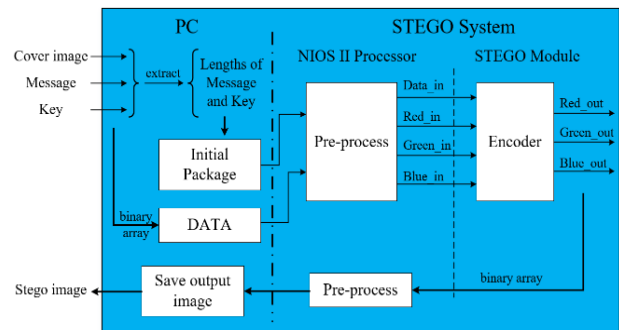 PC
STEGO System
Cover image
Message
Key
extract
Lengths of
Message
and Key
NIOS II Processor
STEGO Module
Data_in
Red_in
Green_in
Blue_in
Pre-process
Encoder
Red_out
Green_out
Blue_out
Initial
Package
binary
array
DATA
binary array
Stego image
Save output
image
Pre-process